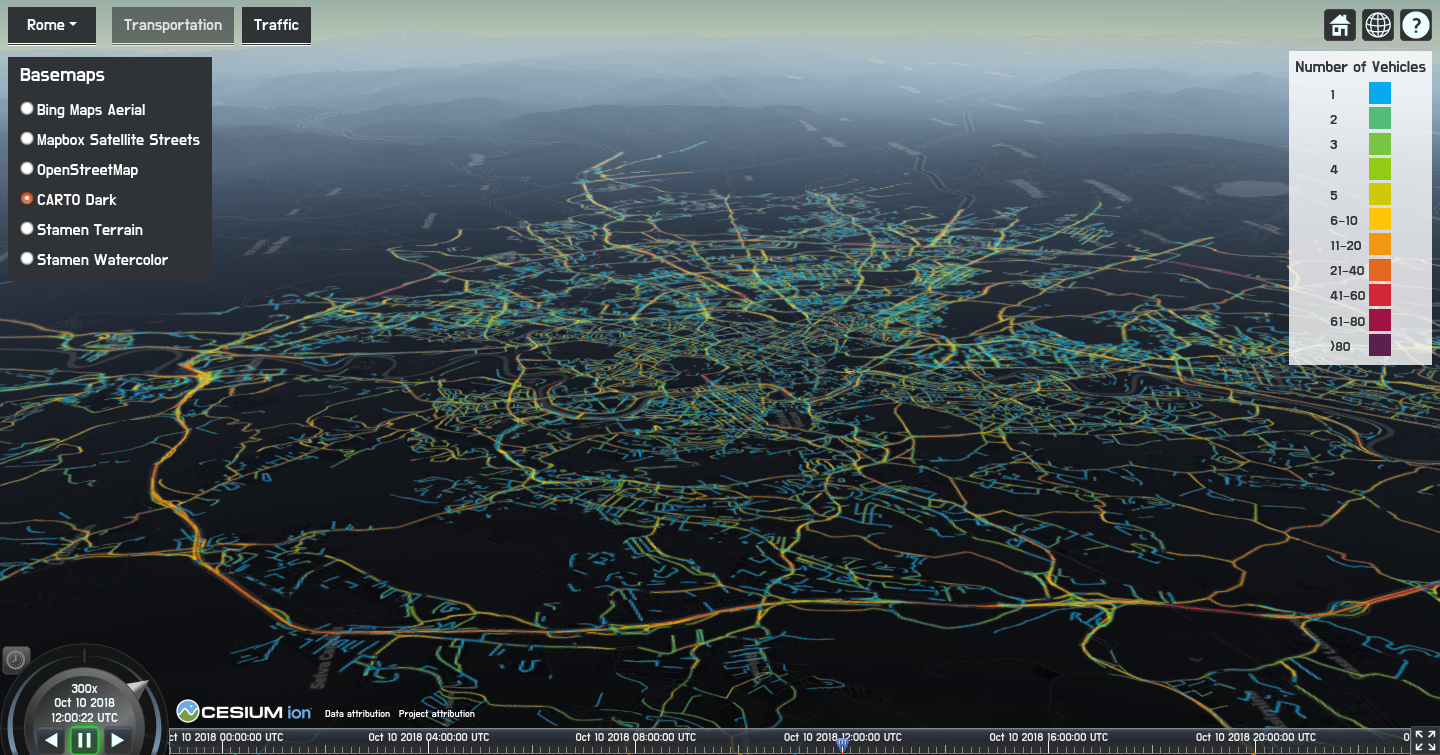 Rome
Transportation
Traffic
?
Basemaps
Bing Maps Aerial
Mapbox Satellite Streets
OpenStreetMap
CARTO Dark
Stamen Terrain
Stamen Watercolor
Number of Vehicles
1
2
3
4
5
6-10
11-20
21-40
41-60
61-80
>80
300x
Oct 10 2018
12:00:22 UTC
CESIUM ion
Data attribution Project attribution
ct 10 2018 00:00:00 UTC
Oct 10 2018 04:00:00 UTC
Oct 10 2018 08:00:00 UTC
Oct 10 2018 12:00:00 UTC
Oct 10 2018 16:00:00 UTC
Oct 10 2018 20:00:00 UTC